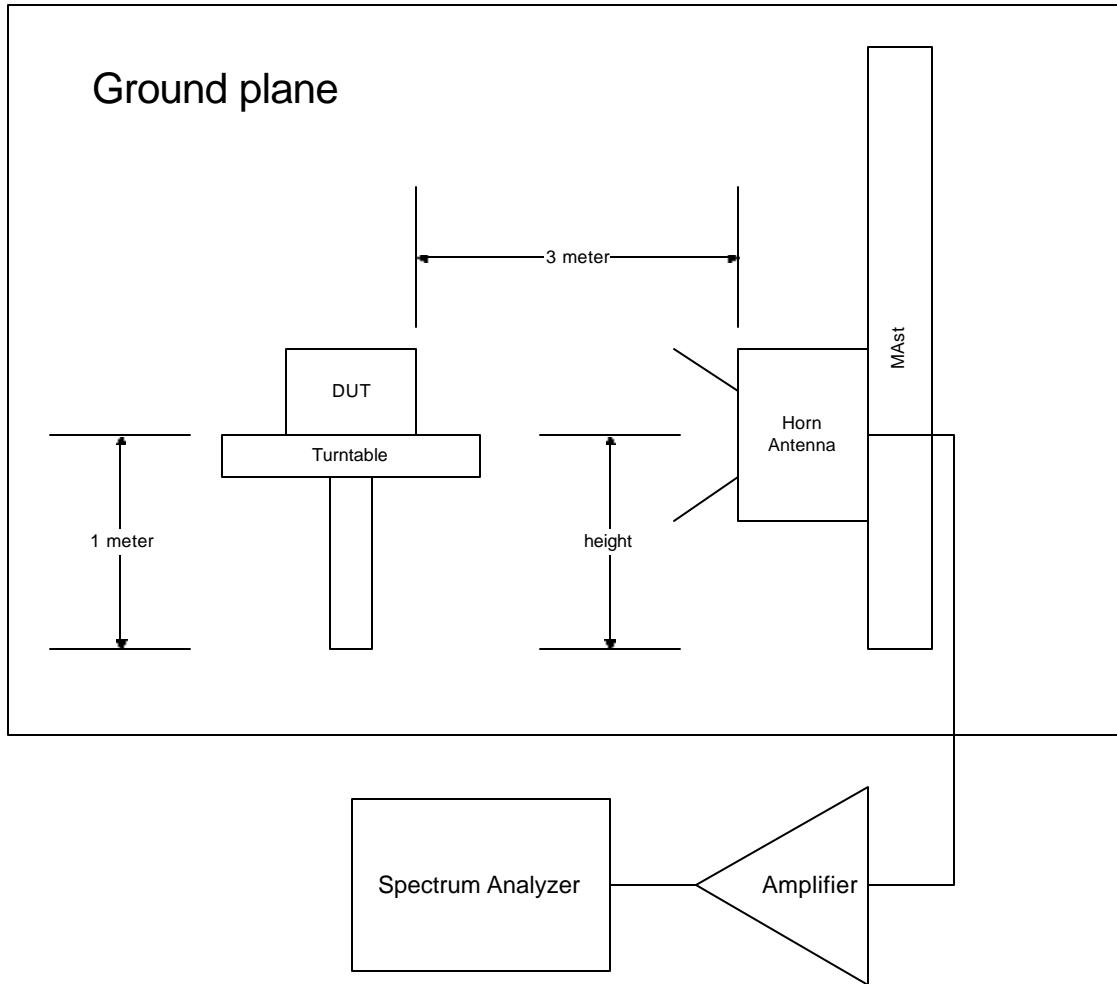 Ground plane
3 meter
MAst
DUT
Horn
Antenna
Turntable
1 meter
height
Spectrum Analyzer
Amplifier